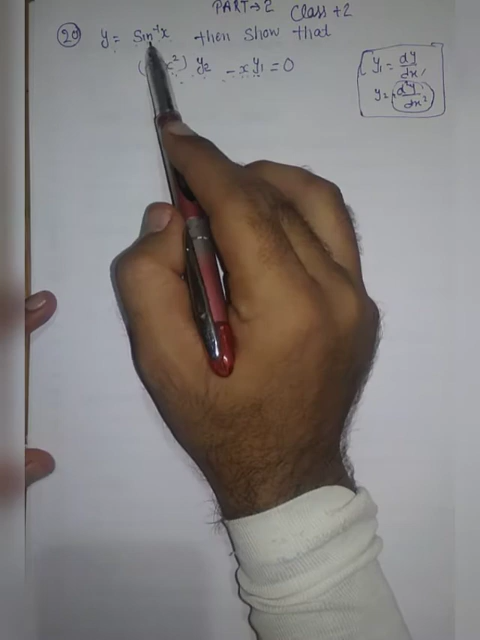 PART→2 Class +2
20 y = Sin⁻¹x then show that
( x²) y₂ - xy₁ = 0
y₁ = dy/dx,
y₂ = d²y/dx²